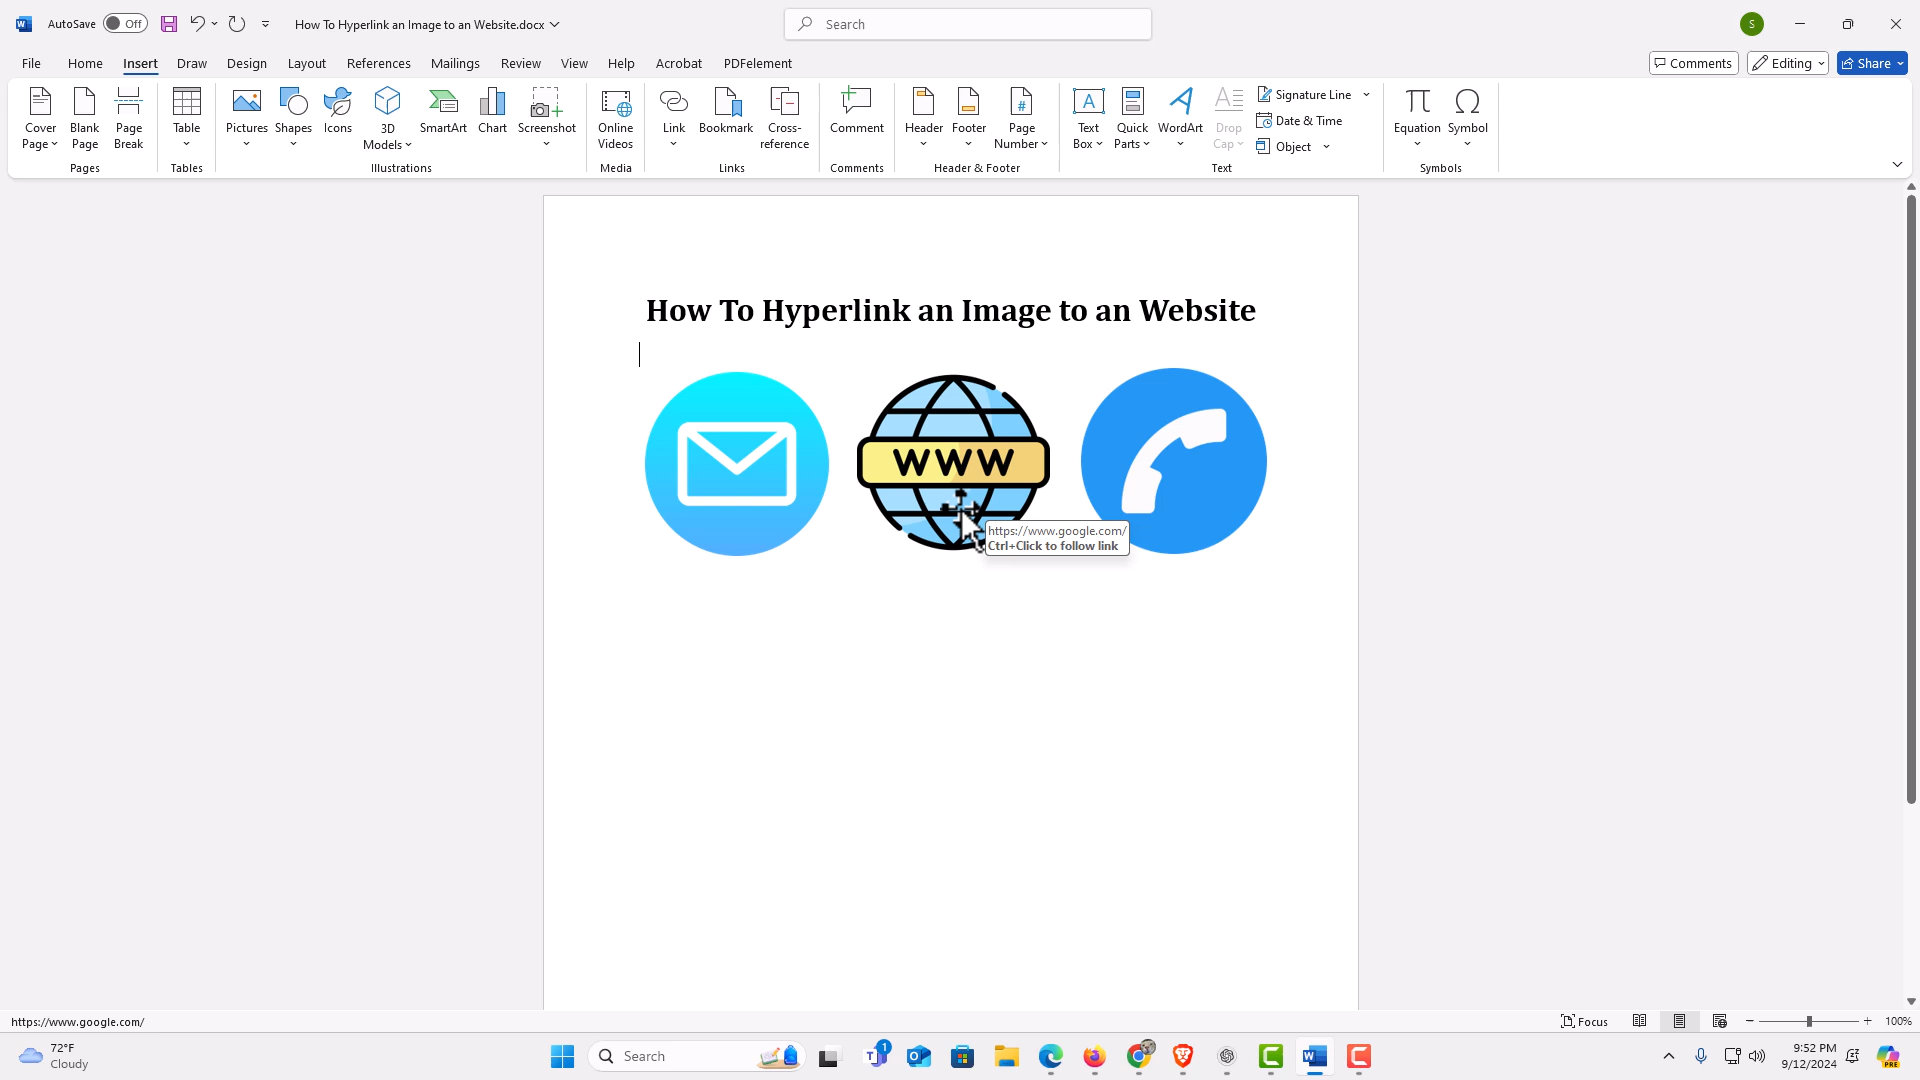 AutoSave Off How To Hyperlink an Image to an Website.docx Search S
File Home Insert Draw Design Layout References Mailings Review View Help Acrobat PDFelement Comments Editing Share
Cover Page Blank Page Page Break Table Pictures Shapes Icons 3D Models SmartArt Chart Screenshot Online Videos Link Bookmark Cross-reference Comment Header Footer Page Number Text Box Quick Parts WordArt Drop Cap Signature Line Date & Time Object Equation Symbol
Pages Tables Illustrations Media Links Comments Header & Footer Text Symbols
How To Hyperlink an Image to an Website
WWW
https://www.google.com/
Ctrl+Click to follow link
https://www.google.com/ Focus 100%
72°F
Cloudy
Search
1
PRE
9:52 PM
9/12/2024